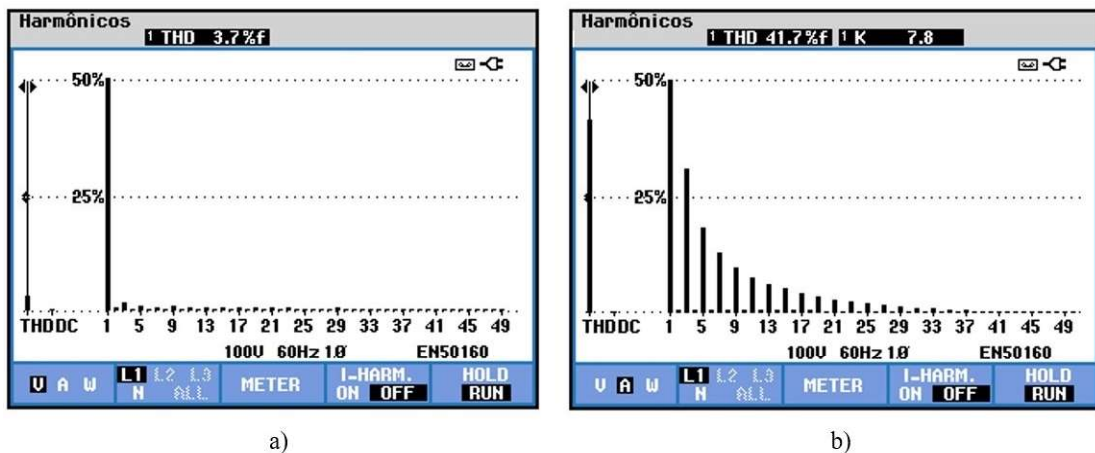 Harmônicos
1 THD 3.7%f
50%
25%
THD DC 1 5 9 13 17 21 25 29 33 37 41 45 49
100V 60Hz 1Ø EN50160
V A W
L1 L2 L3
N ALL
METER
I-HARM.
ON OFF
HOLD
RUN
a)
Harmônicos
1 THD 41.7%f 1 K 7.8
50%
25%
THD DC 1 5 9 13 17 21 25 29 33 37 41 45 49
100V 60Hz 1Ø EN50160
V A W
L1 L2 L3
N ALL
METER
I-HARM.
ON OFF
HOLD
RUN
b)